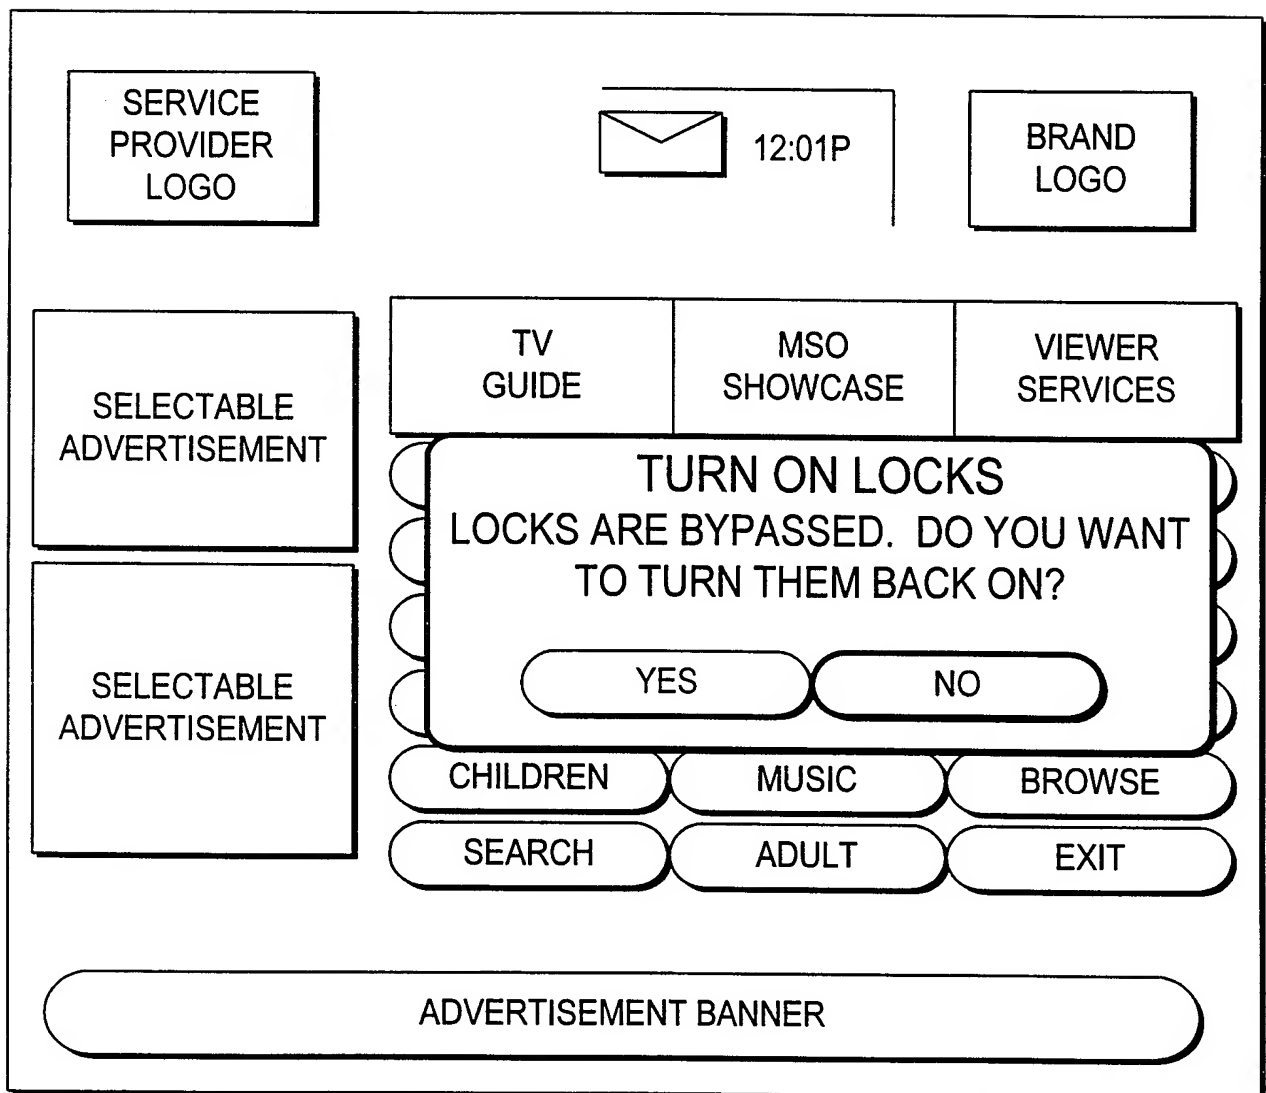 SERVICE
PROVIDER
LOGO
12:01P
BRAND
LOGO
SELECTABLE
ADVERTISEMENT
SELECTABLE
ADVERTISEMENT
TV
GUIDE
MSO
SHOWCASE
VIEWER
SERVICES
TURN ON LOCKS
LOCKS ARE BYPASSED. DO YOU WANT
TO TURN THEM BACK ON?
YES
NO
CHILDREN
MUSIC
BROWSE
SEARCH
ADULT
EXIT
ADVERTISEMENT BANNER